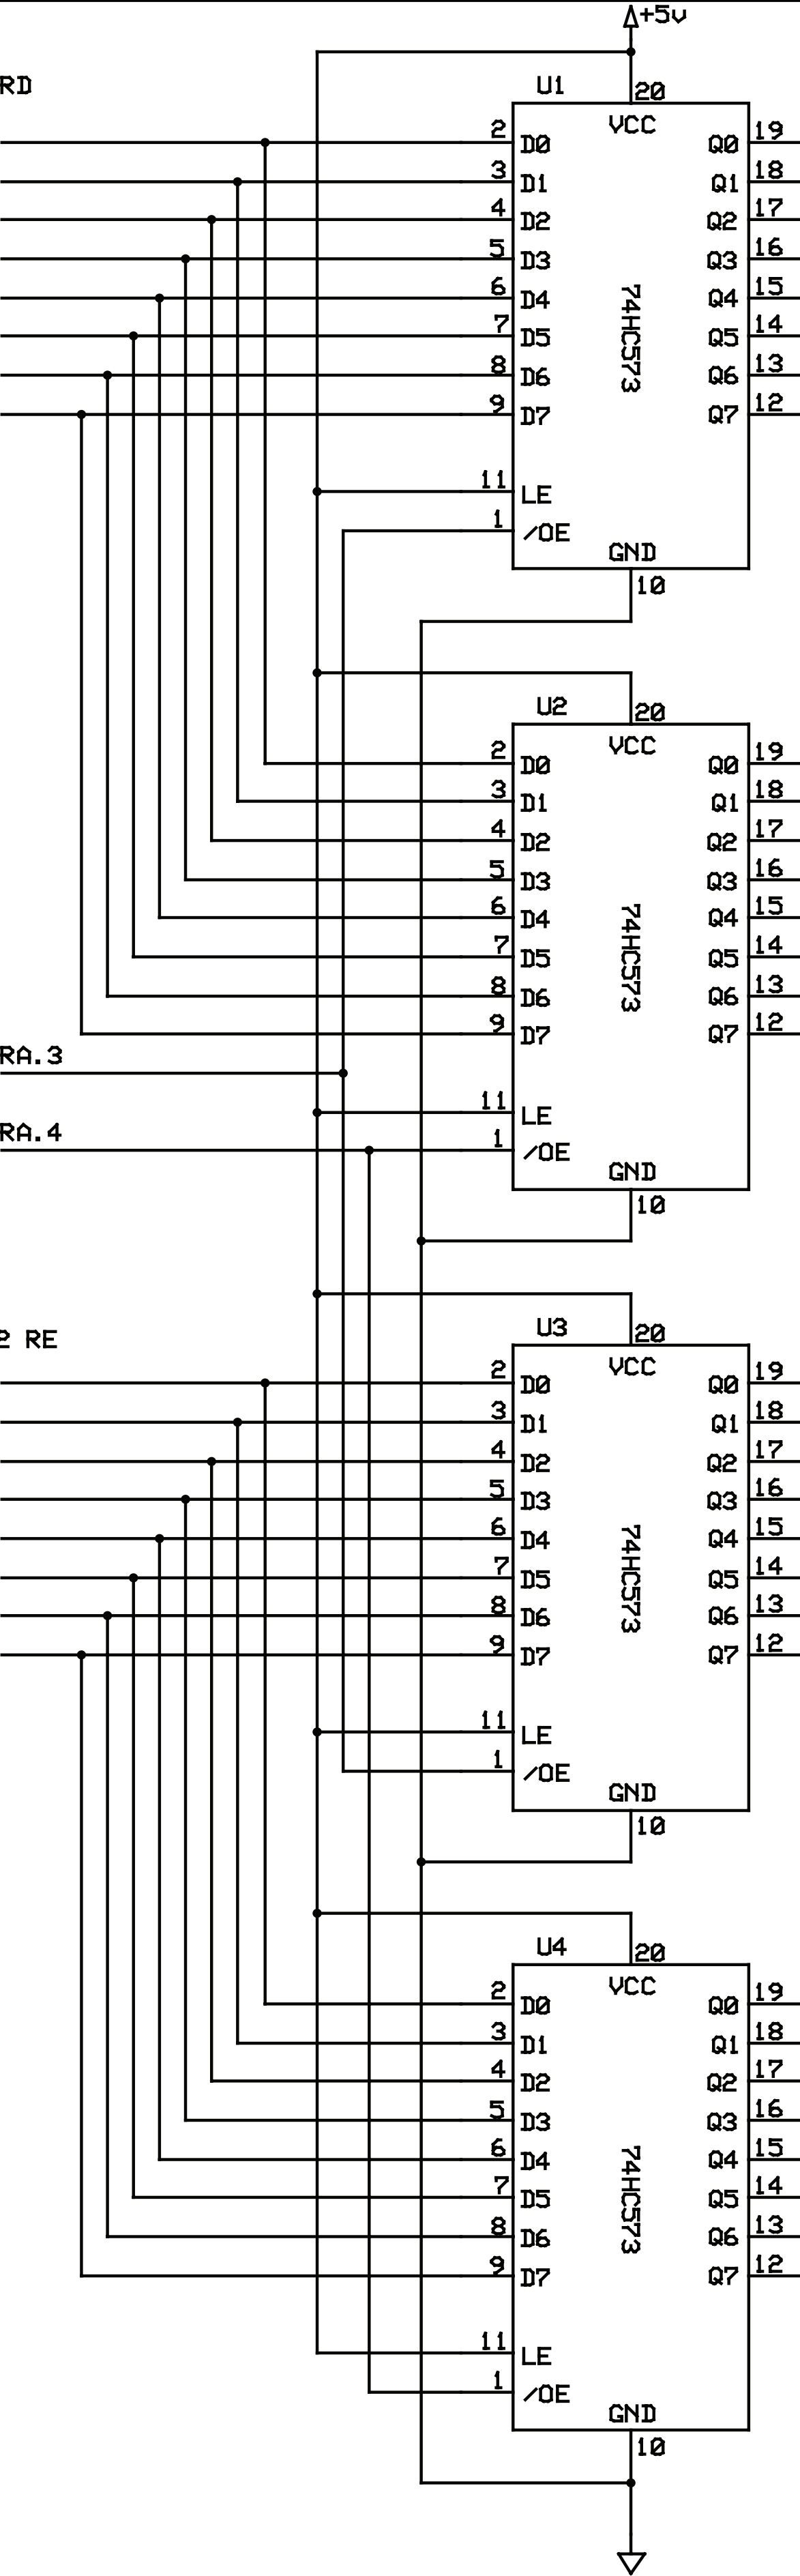 +5v
RD
U1
20
VCC
2 D0 Q0 19
3 D1 Q1 18
4 D2 Q2 17
5 D3 Q3 16
6 D4 Q4 15
7 D5 Q5 14
8 D6 Q6 13
9 D7 Q7 12
74HC573
11 LE
1 /OE
GND
10
U2
20
VCC
2 D0 Q0 19
3 D1 Q1 18
4 D2 Q2 17
5 D3 Q3 16
6 D4 Q4 15
7 D5 Q5 14
8 D6 Q6 13
9 D7 Q7 12
74HC573
RA.3
11 LE
RA.4
1 /OE
GND
10
U3
20
2 RE
VCC
2 D0 Q0 19
3 D1 Q1 18
4 D2 Q2 17
5 D3 Q3 16
6 D4 Q4 15
7 D5 Q5 14
8 D6 Q6 13
9 D7 Q7 12
74HC573
11 LE
1 /OE
GND
10
U4
20
VCC
2 D0 Q0 19
3 D1 Q1 18
4 D2 Q2 17
5 D3 Q3 16
6 D4 Q4 15
7 D5 Q5 14
8 D6 Q6 13
9 D7 Q7 12
74HC573
11 LE
1 /OE
GND
10